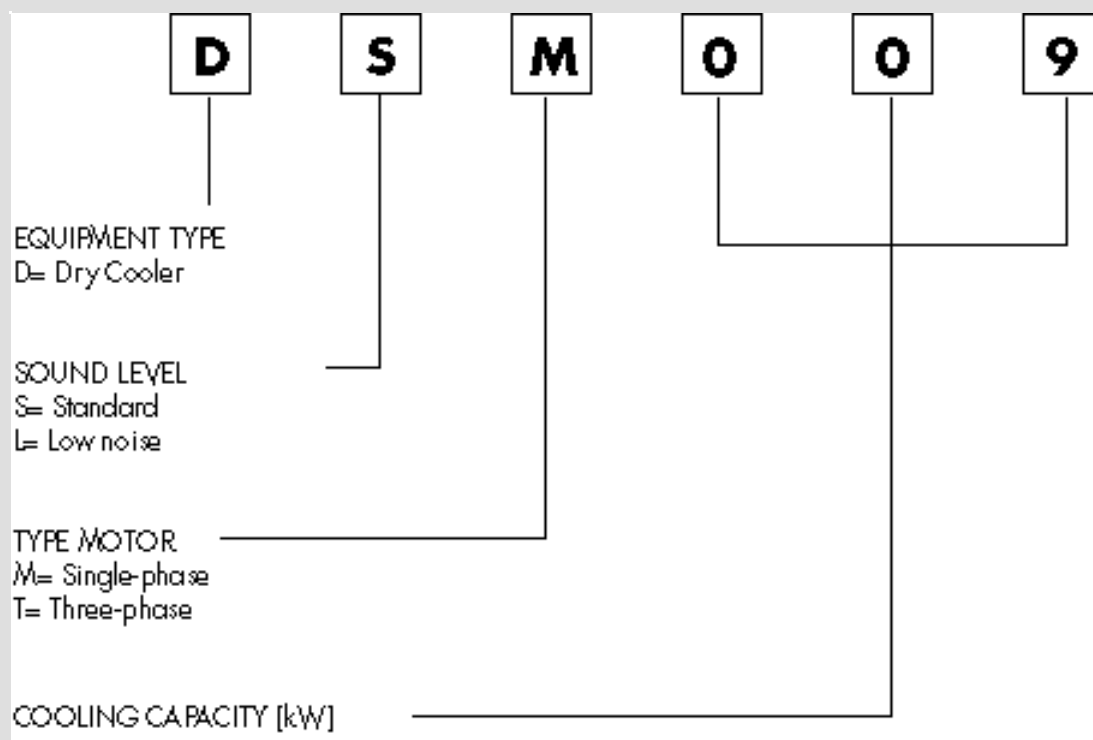 D S M 0 0 9
EQUIPMENT TYPE
D= Dry Cooler
SOUND LEVEL
S= Standard
L= Low noise
TYPE MOTOR
M= Single-phase
T= Three-phase
COOLING CAPACITY [kW]